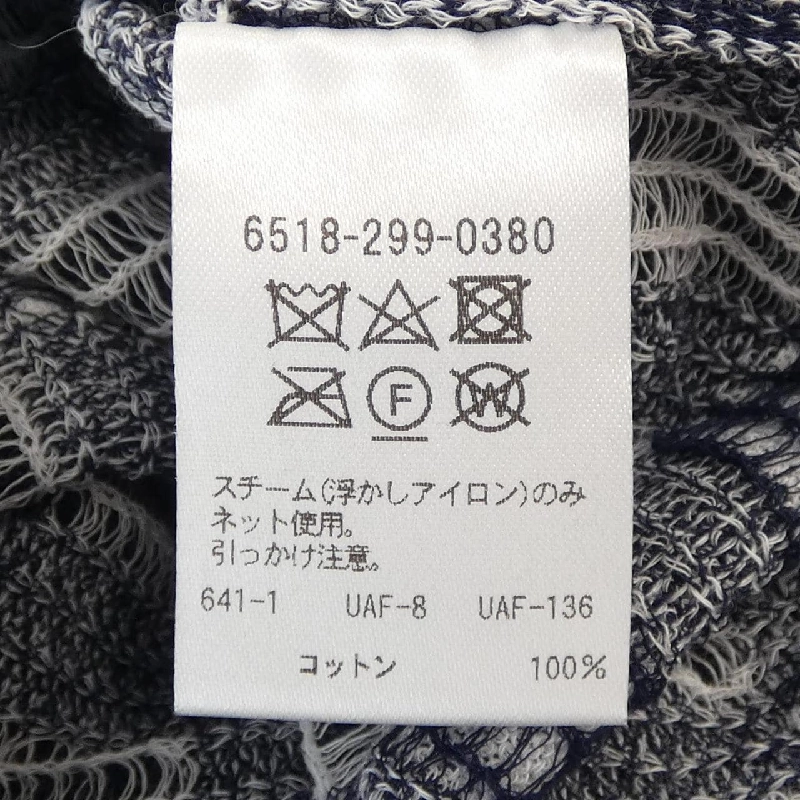 6518-299-0380
F W
スチーム(浮かしアイロン)のみ
ネット使用。
引っかけ注意。
641-1 UAF-8 UAF-136
コットン 100%